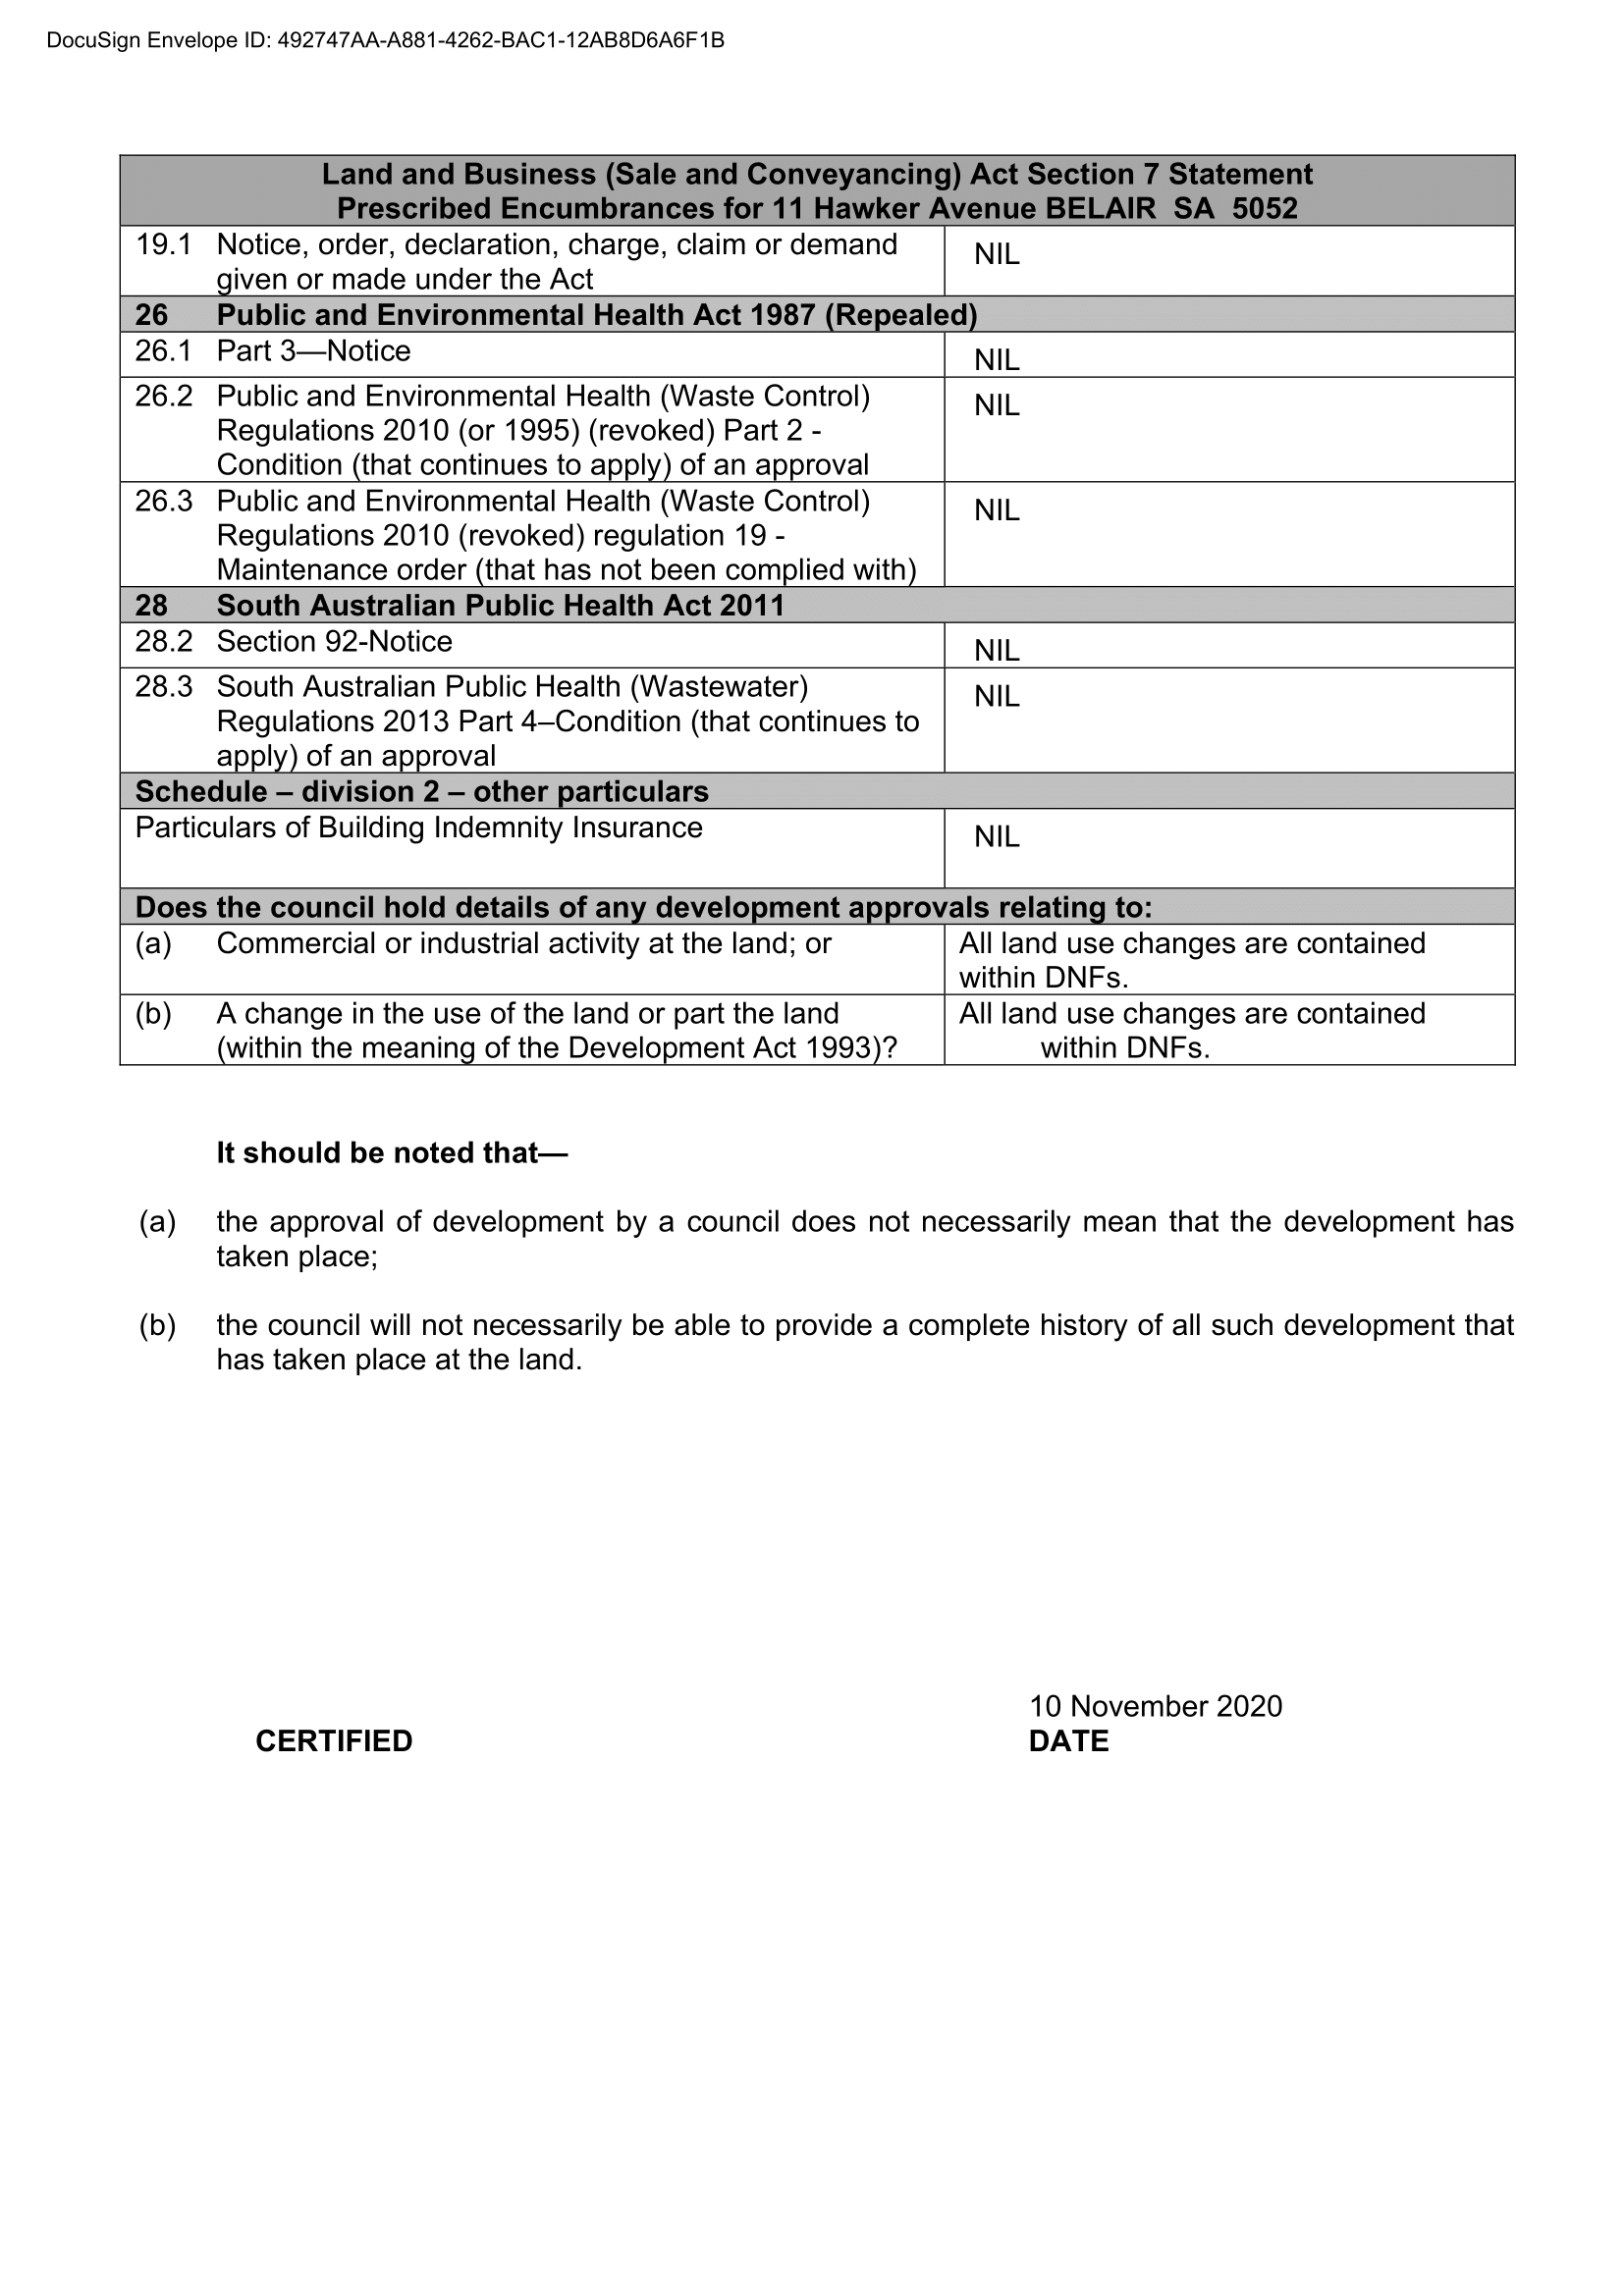 DocuSign Envelope ID: 492747AA-A881-4262-BAC1-12AB8D6A6F1B
Land and Business (Sale and Conveyancing) Act Section 7 Statement
Prescribed Encumbrances for 11 Hawker Avenue BELAIR  SA  5052
19.1 Notice, order, declaration, charge, claim or demand NIL
given or made under the Act
26 Public and Environmental Health Act 1987 (Repealed)
26.1 Part 3—Notice NIL
26.2 Public and Environmental Health (Waste Control) NIL
Regulations 2010 (or 1995) (revoked) Part 2 -
Condition (that continues to apply) of an approval
26.3 Public and Environmental Health (Waste Control) NIL
Regulations 2010 (revoked) regulation 19 -
Maintenance order (that has not been complied with)
28 South Australian Public Health Act 2011
28.2 Section 92-Notice NIL
28.3 South Australian Public Health (Wastewater) NIL
Regulations 2013 Part 4–Condition (that continues to
apply) of an approval
Schedule – division 2 – other particulars
Particulars of Building Indemnity Insurance NIL
Does the council hold details of any development approvals relating to:
(a) Commercial or industrial activity at the land; or All land use changes are contained
within DNFs.
(b) A change in the use of the land or part the land All land use changes are contained
(within the meaning of the Development Act 1993)? within DNFs.
It should be noted that—
(a) the approval of development by a council does not necessarily mean that the development has
taken place;
(b) the council will not necessarily be able to provide a complete history of all such development that
has taken place at the land.
10 November 2020
CERTIFIED DATE